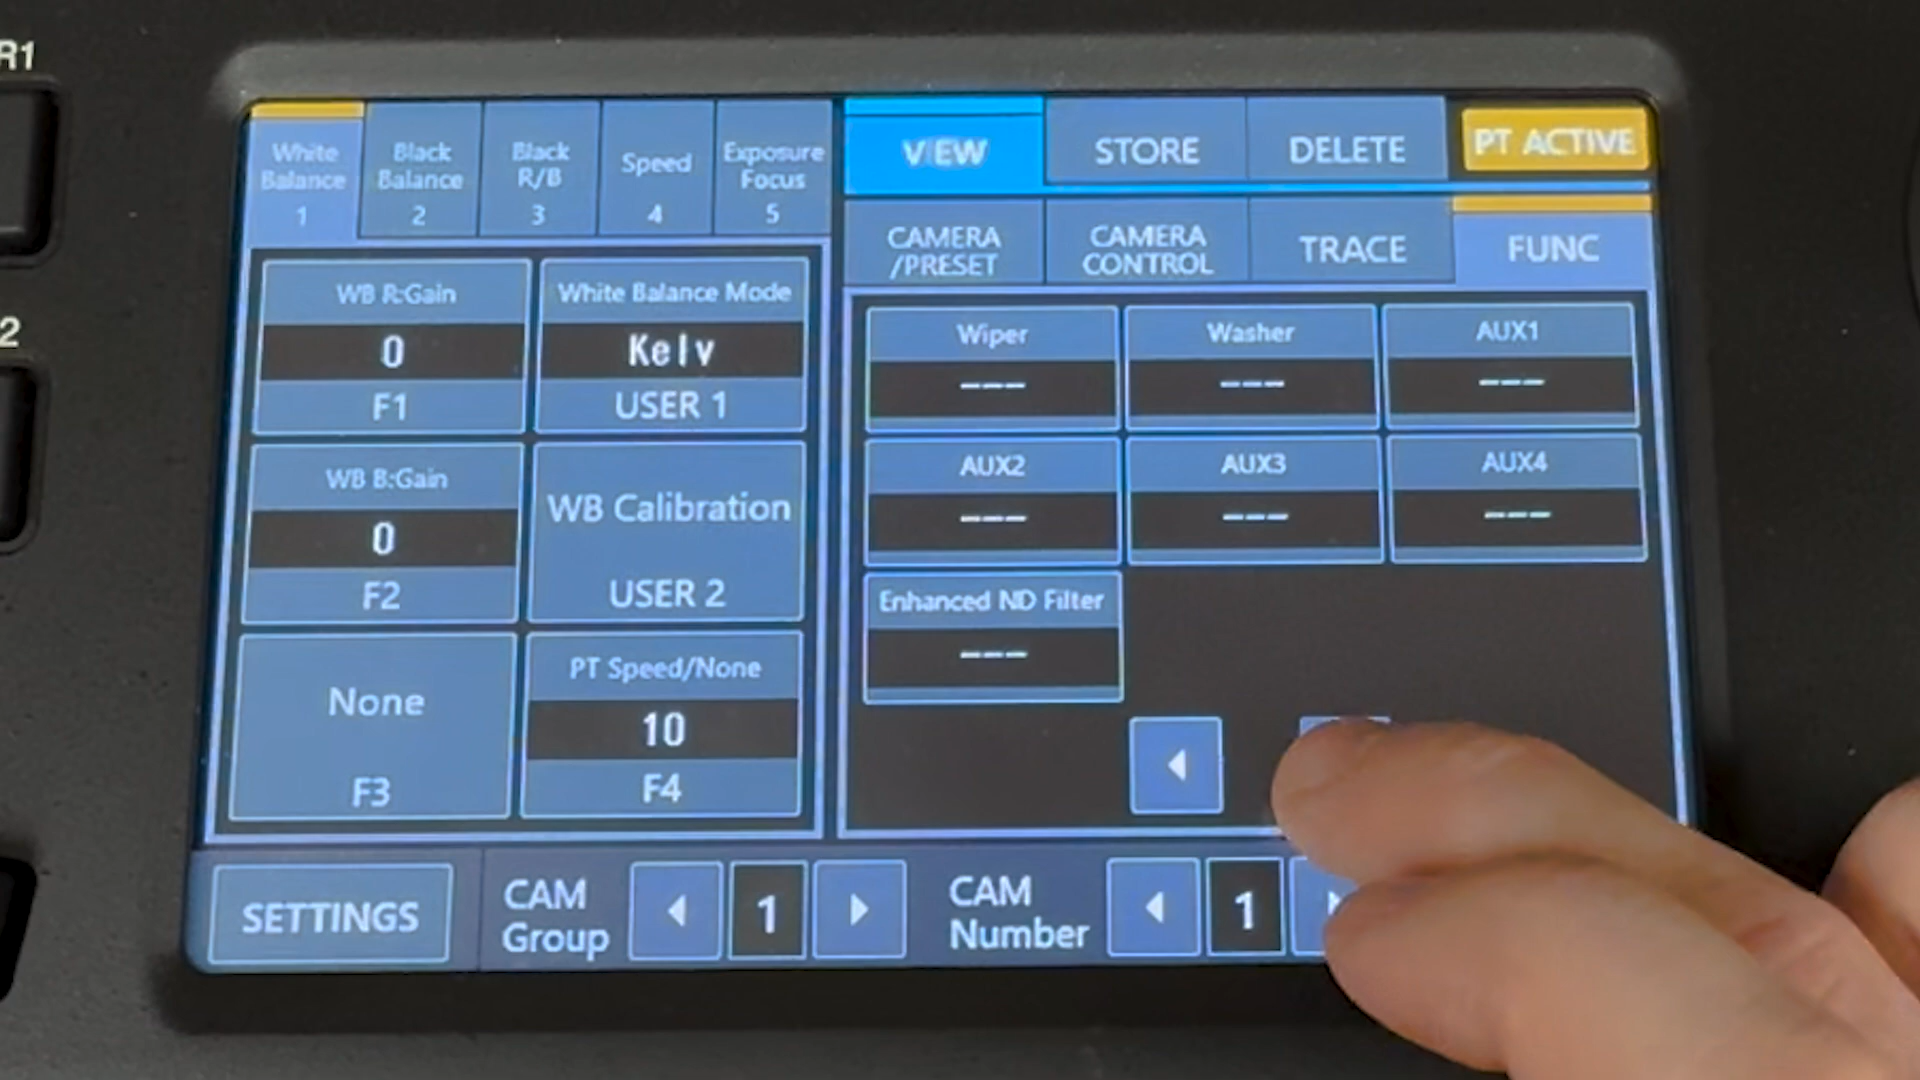 R1
2
White
Balance
1
Black
Balance
2
Black
R/B
3
Speed
4
Exposure
Focus
5
VIEW
STORE
DELETE
PT ACTIVE
CAMERA
/PRESET
CAMERA
CONTROL
TRACE
FUNC
WB R:Gain
0
F1
White Balance Mode
Kelv
USER 1
WB B:Gain
0
F2
WB Calibration
USER 2
None
F3
PT Speed/None
10
F4
Wiper
---
Washer
---
AUX1
---
AUX2
---
AUX3
---
AUX4
---
Enhanced ND Filter
---
SETTINGS
CAM
Group
1
CAM
Number
1